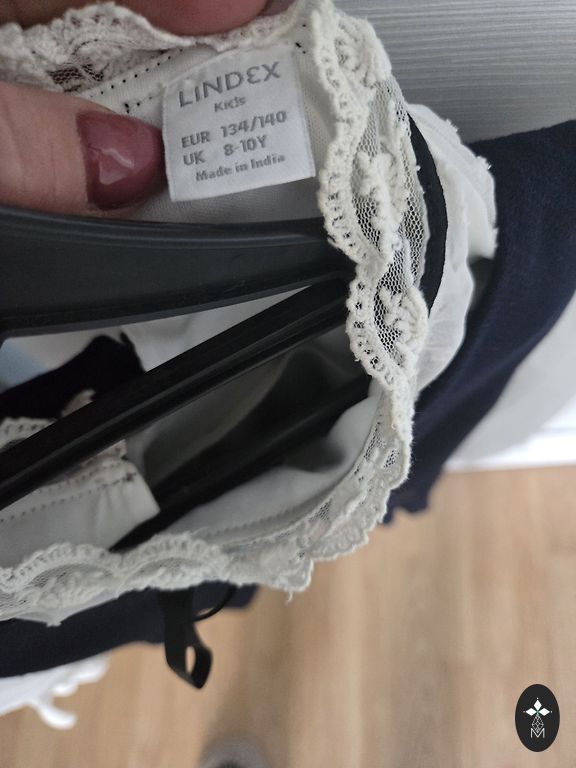 LINDEX
Kids
EUR 134/140
UK 8-10Y
Made in India
M